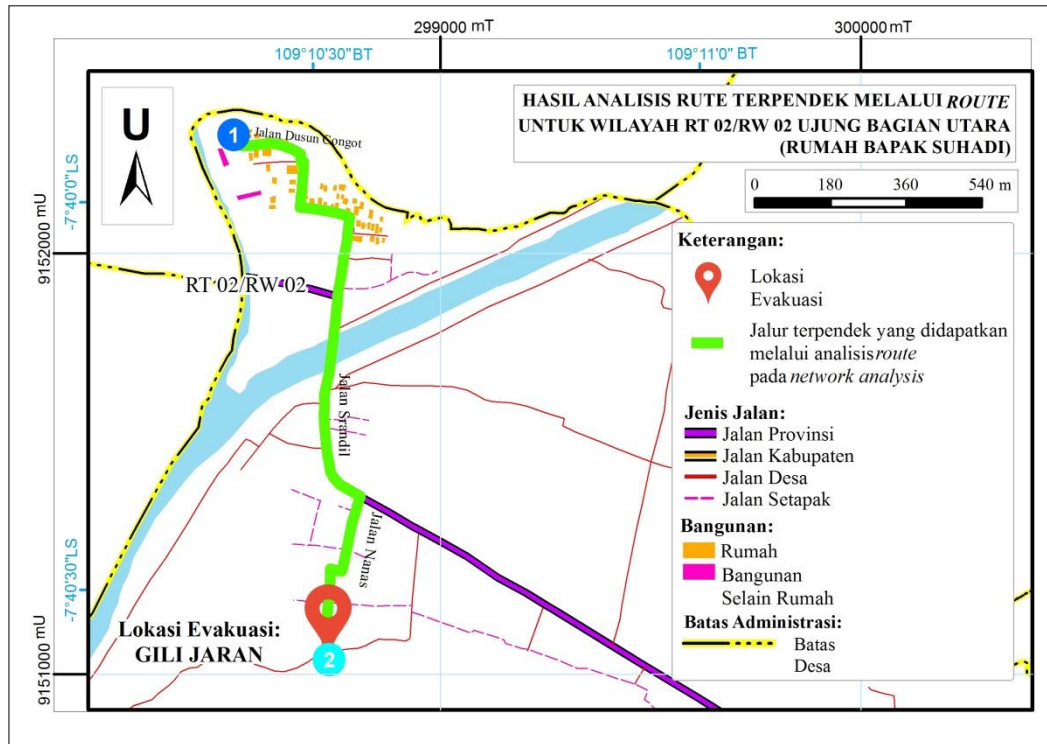 299000 mT
300000 mT
109°10'30"BT
109°11'0"BT
U
HASIL ANALISIS RUTE TERPENDEK MELALUI ROUTE
UNTUK WILAYAH RT 02/RW 02 UJUNG BAGIAN UTARA
(RUMAH BAPAK SUHADI)
0 180 360 540 m
1
Jalan Dusun Congot
-7°40'0"LS
9152000 mU
RT 02/RW 02
Jalan Srandil
Jalan Nanas
-7°40'30"LS
9151000 mU
Lokasi Evakuasi:
GILI JARAN
2
Keterangan:
Lokasi
Evakuasi
Jalur terpendek yang didapatkan
melalui analisis route
pada network analysis
Jenis Jalan:
Jalan Provinsi
Jalan Kabupaten
Jalan Desa
Jalan Setapak
Bangunan:
Rumah
Bangunan
Selain Rumah
Batas Administrasi:
Batas
Desa